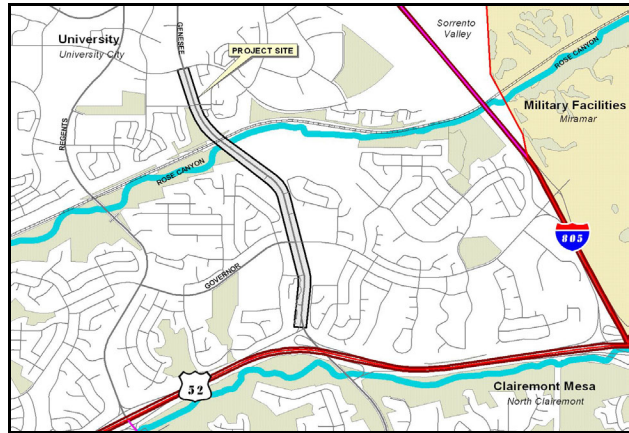 University
University City
GENESEE
PROJECT SITE
Sorrento
Valley
ROSE CANYON
Military Facilities
Miramar
REGENTS
ROSE CANYON
805
GOVERNOR
52
Clairemont Mesa
North Clairemont